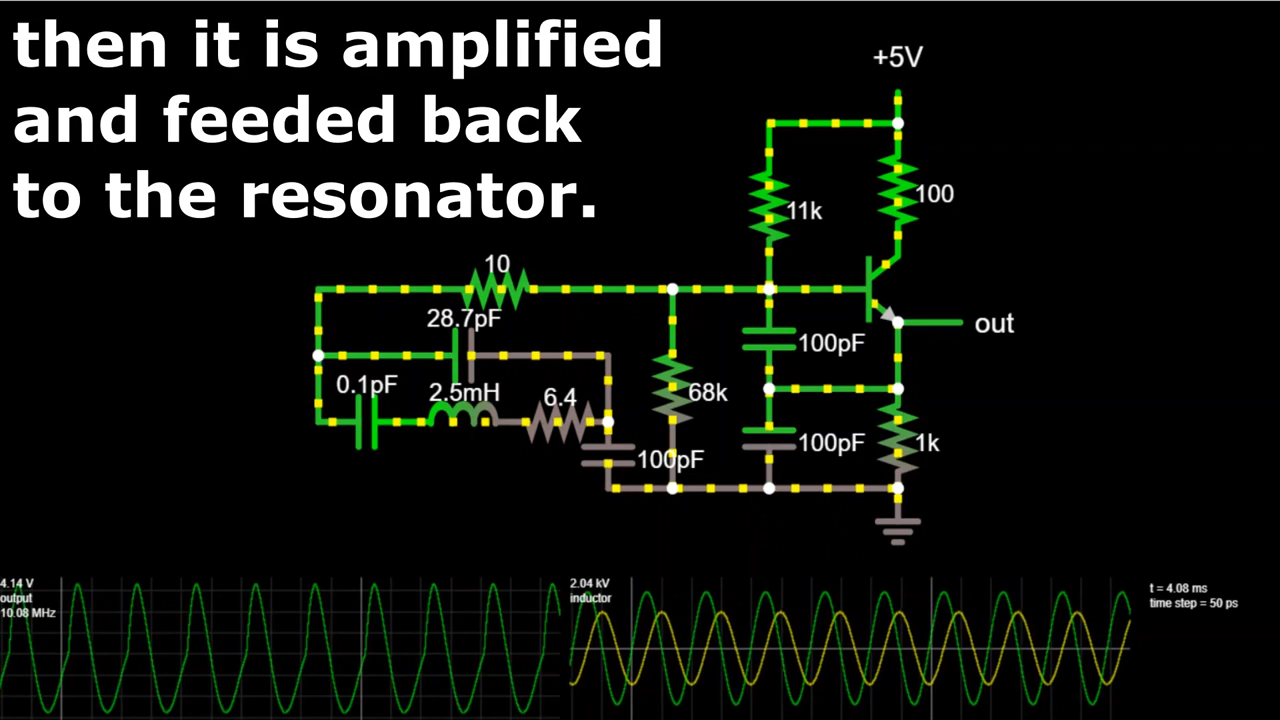 then it is amplified
and feeded back
to the resonator.
+5V
11k
100
10
28.7pF
out
100pF
0.1pF
2.5mH
6.4
68k
100pF
1k
100pF
4.14 V
output
10.08 MHz
2.04 kV
inductor
t = 4.08 ms
time step = 50 ps